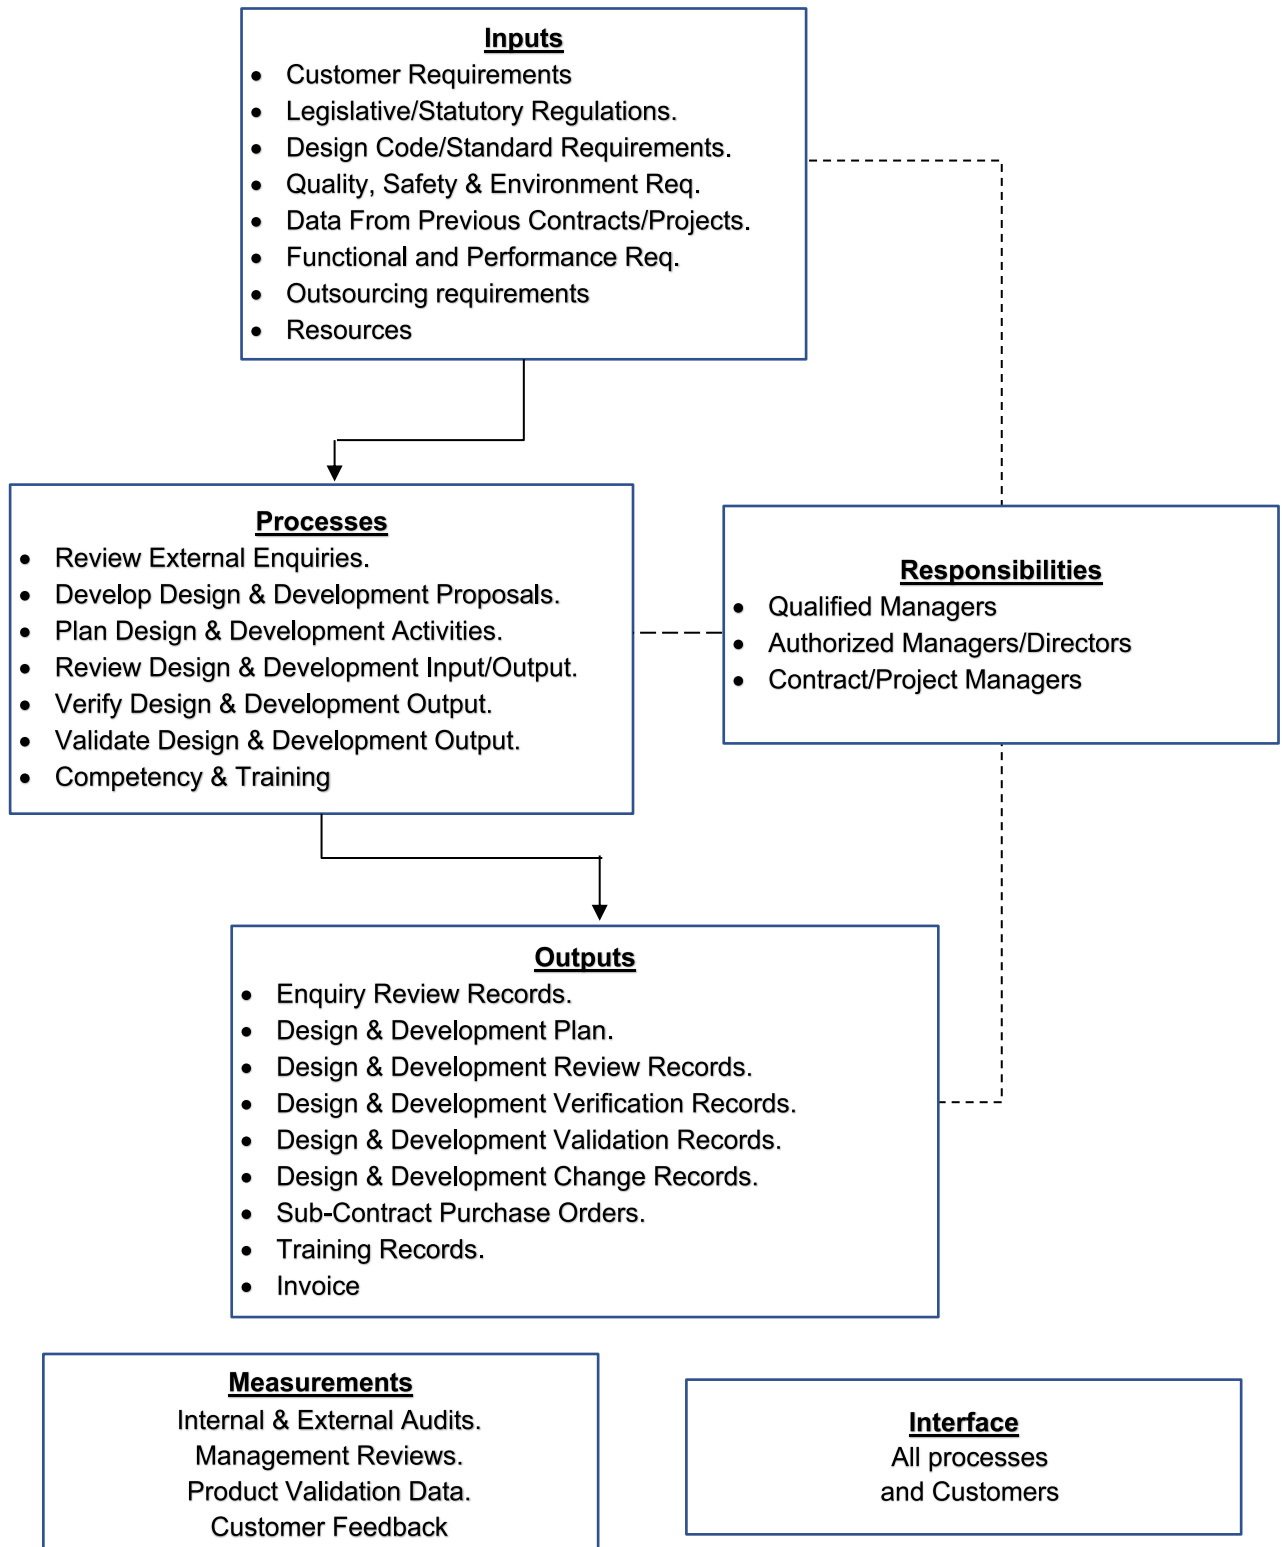 Inputs
• Customer Requirements
• Legislative/Statutory Regulations.
• Design Code/Standard Requirements.
• Quality, Safety & Environment Req.
• Data From Previous Contracts/Projects.
• Functional and Performance Req.
• Outsourcing requirements
• Resources
Processes
• Review External Enquiries.
• Develop Design & Development Proposals.
• Plan Design & Development Activities.
• Review Design & Development Input/Output.
• Verify Design & Development Output.
• Validate Design & Development Output.
• Competency & Training
Responsibilities
• Qualified Managers
• Authorized Managers/Directors
• Contract/Project Managers
Outputs
• Enquiry Review Records.
• Design & Development Plan.
• Design & Development Review Records.
• Design & Development Verification Records.
• Design & Development Validation Records.
• Design & Development Change Records.
• Sub-Contract Purchase Orders.
• Training Records.
• Invoice
Measurements
Internal & External Audits.
Management Reviews.
Product Validation Data.
Customer Feedback
Interface
All processes
and Customers